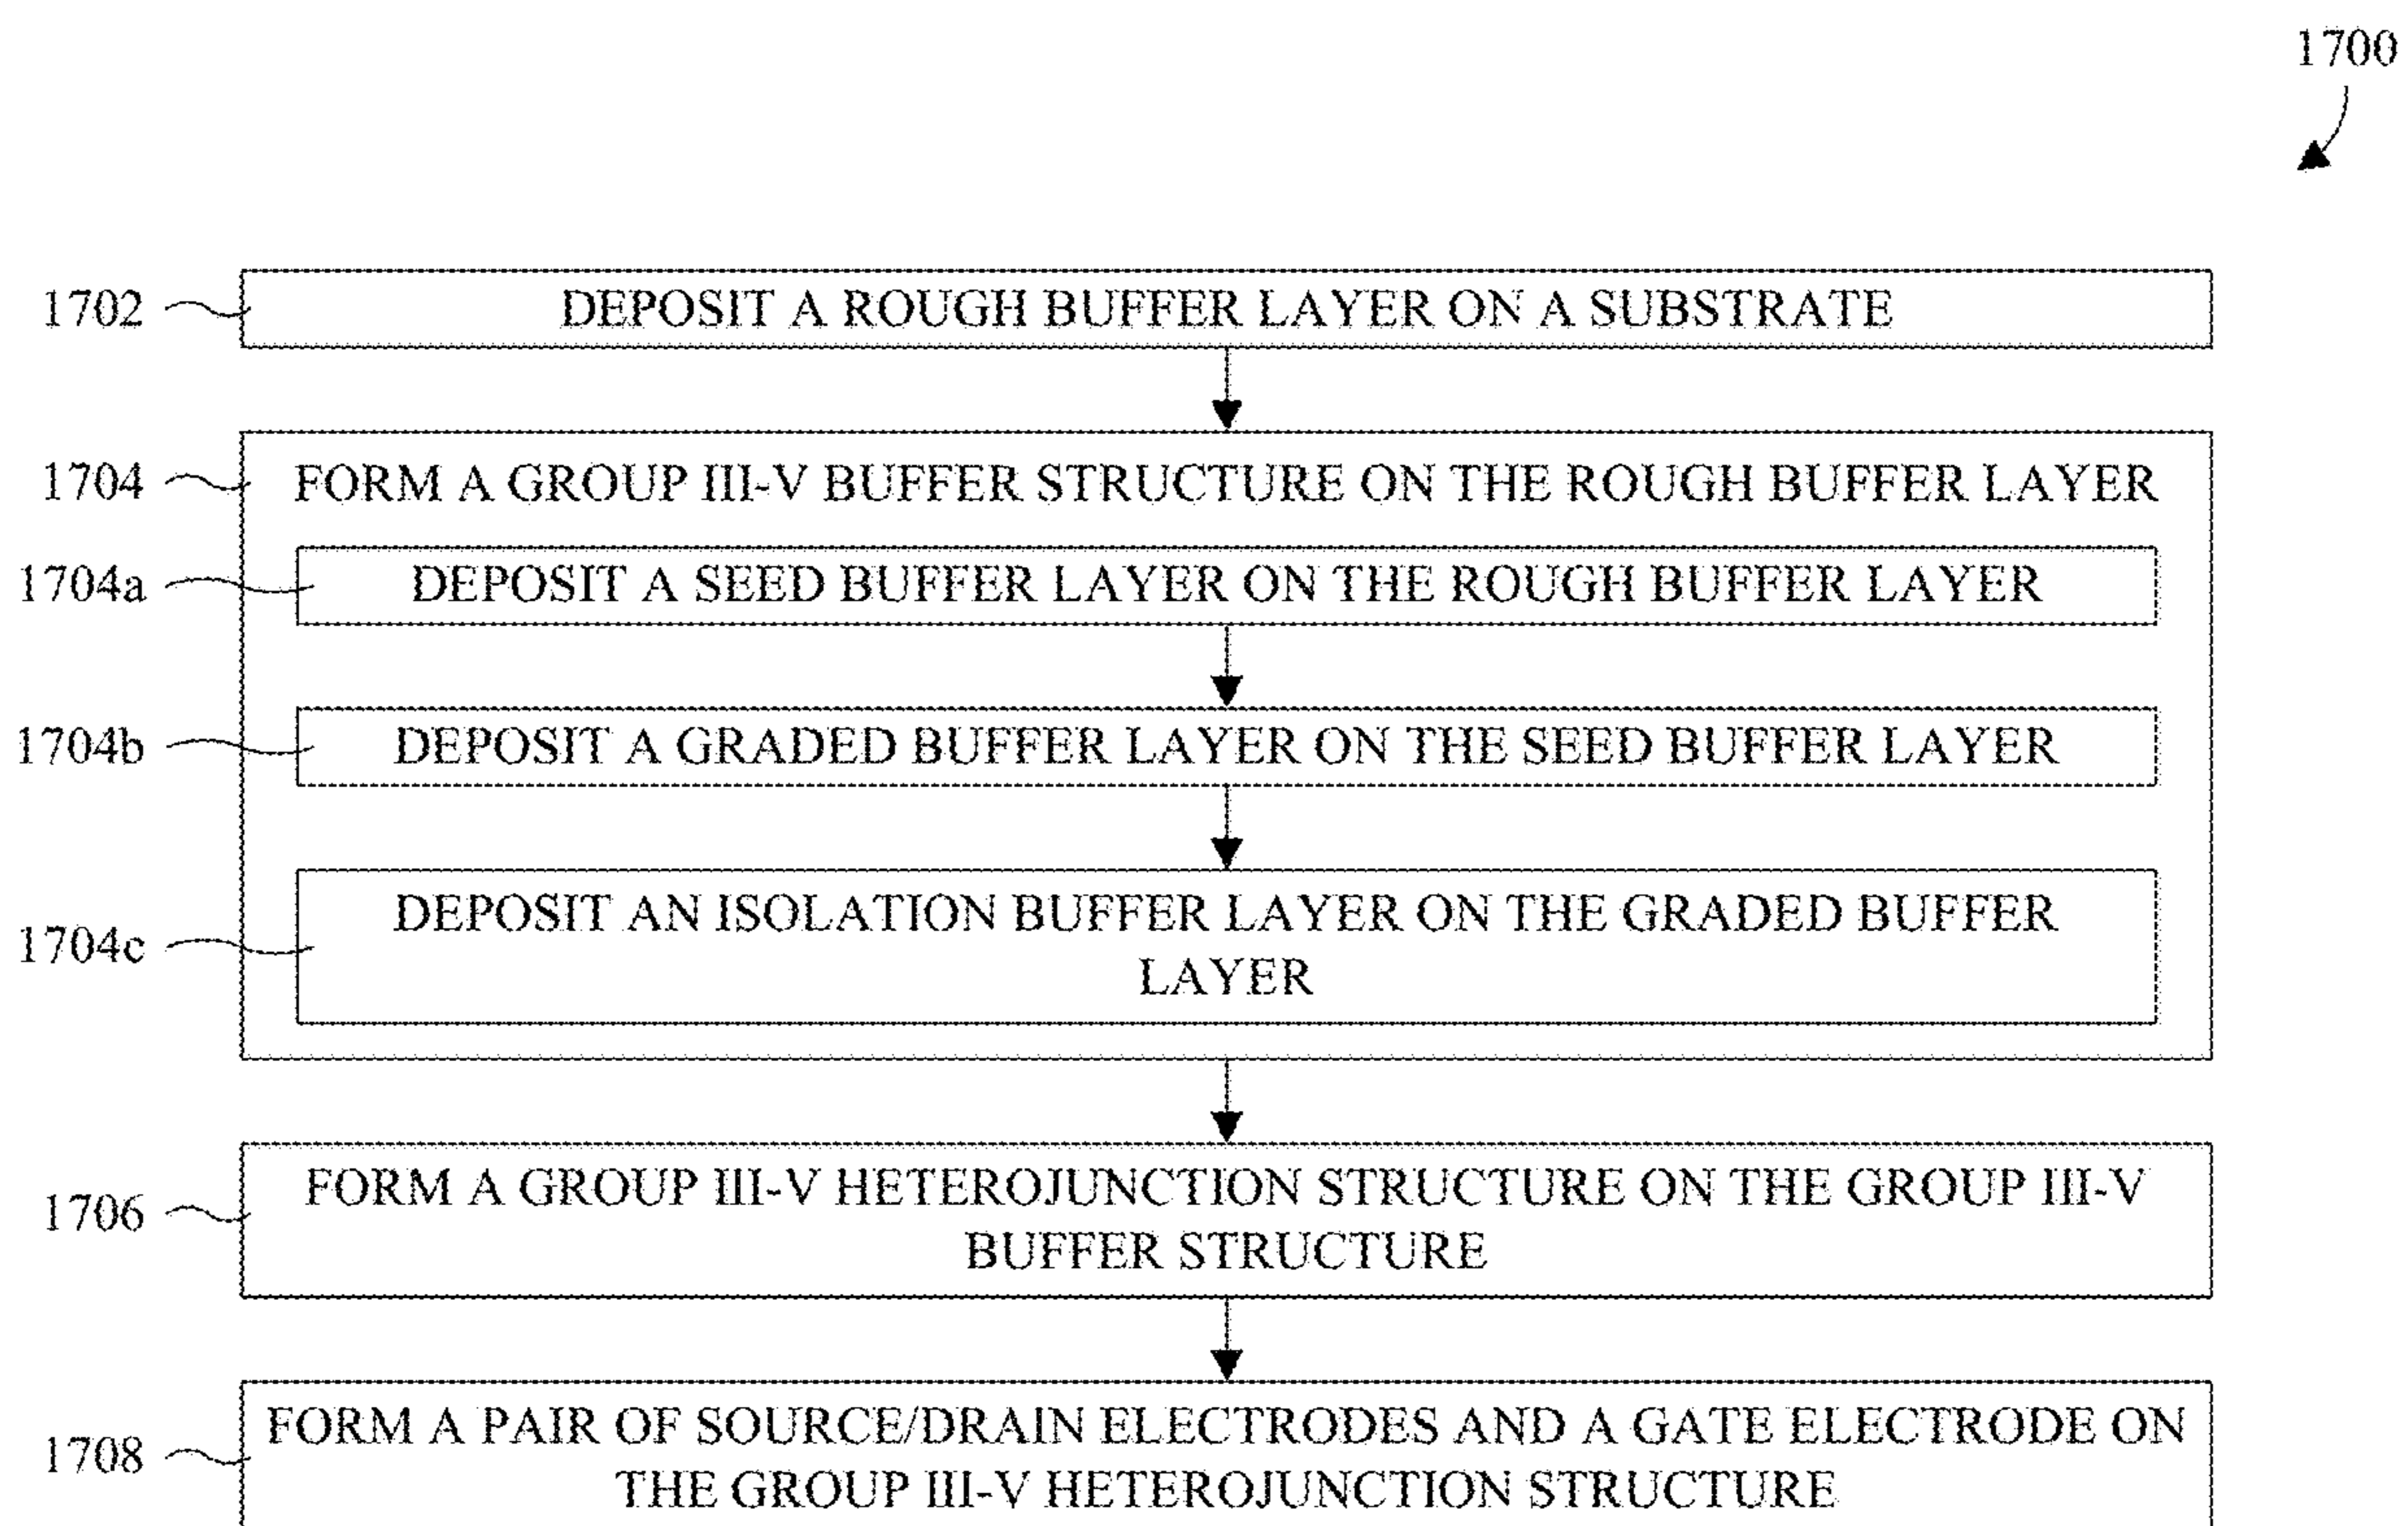 1700
1702
DEPOSIT A ROUGH BUFFER LAYER ON A SUBSTRATE
1704
FORM A GROUP III-V BUFFER STRUCTURE ON THE ROUGH BUFFER LAYER
1704a
DEPOSIT A SEED BUFFER LAYER ON THE ROUGH BUFFER LAYER
1704b
DEPOSIT A GRADED BUFFER LAYER ON THE SEED BUFFER LAYER
1704c
DEPOSIT AN ISOLATION BUFFER LAYER ON THE GRADED BUFFER
LAYER
1706
FORM A GROUP III-V HETEROJUNCTION STRUCTURE ON THE GROUP III-V
BUFFER STRUCTURE
1708
FORM A PAIR OF SOURCE/DRAIN ELECTRODES AND A GATE ELECTRODE ON
THE GROUP III-V HETEROJUNCTION STRUCTURE